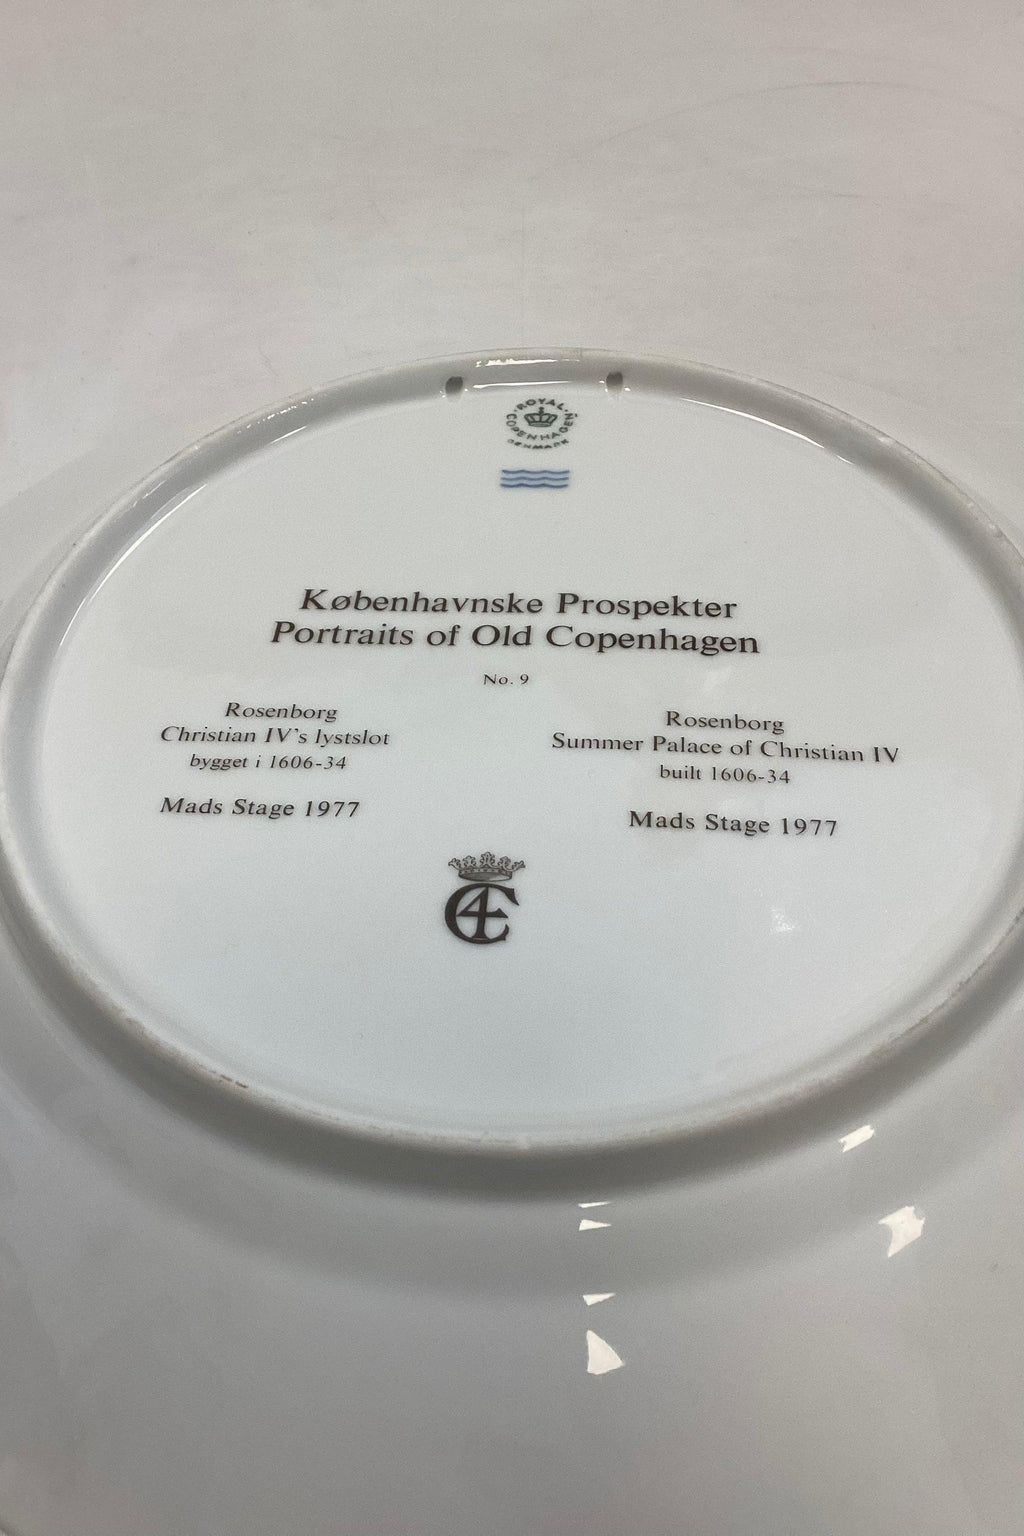 ROYAL
COPENHAGEN
DENMARK
Københavnske Prospekter
Portraits of Old Copenhagen
No. 9
Rosenborg
Christian IV's lystslot
bygget i 1606-34
Mads Stage 1977
Rosenborg
Summer Palace of Christian IV
built 1606-34
Mads Stage 1977
C4